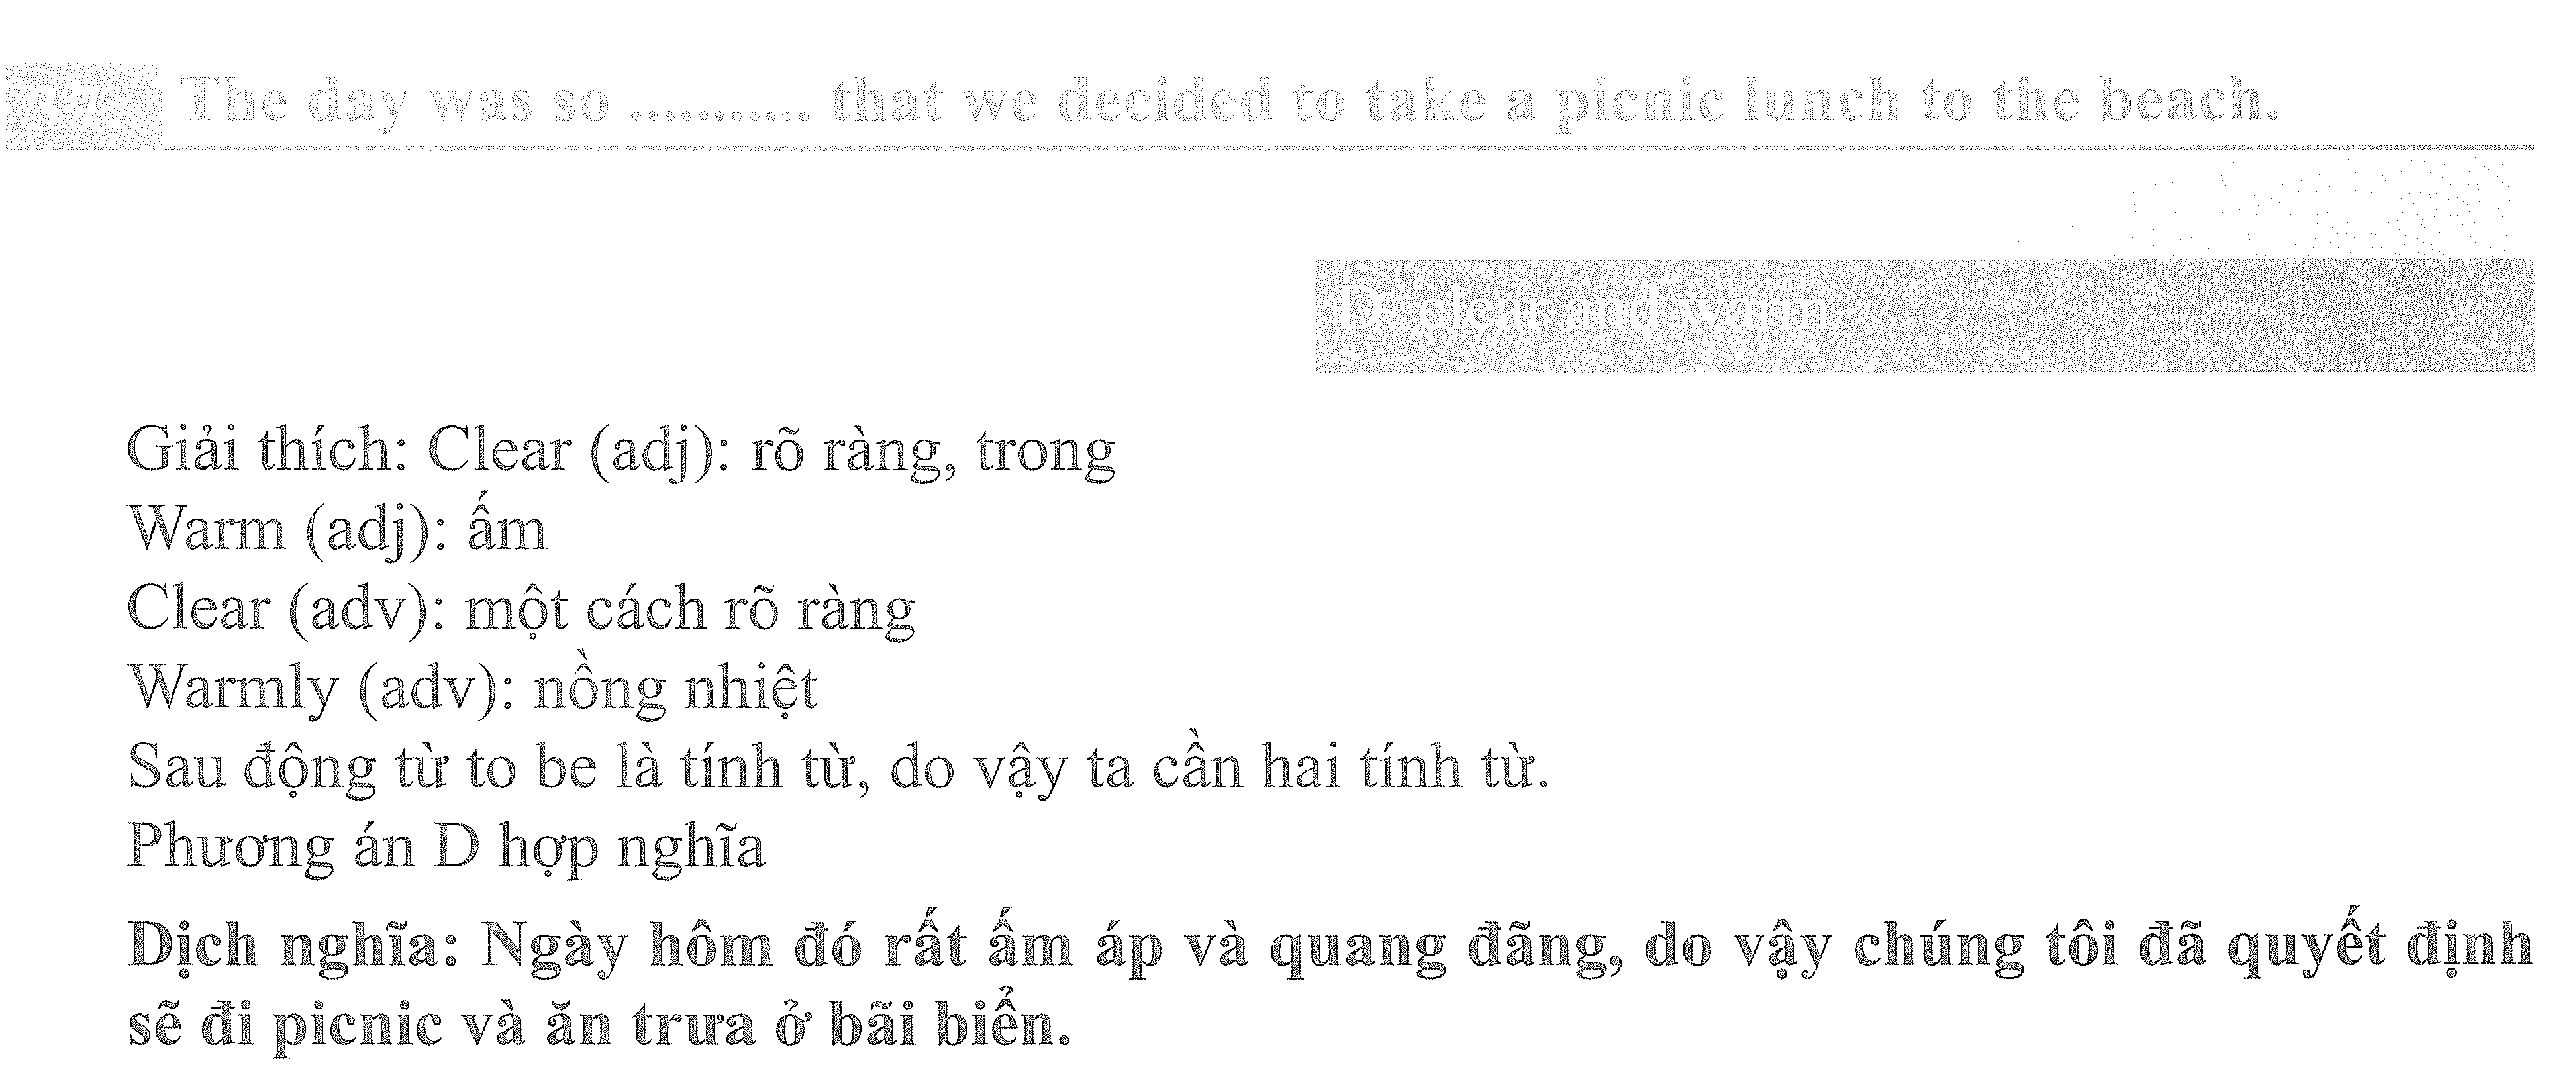 37 The day was so ........... that we decided to take a picnic lunch to the beach.
D. clear and warm
Giải thích: Clear (adj): rõ ràng, trong
Warm (adj): ấm
Clear (adv): một cách rõ ràng
Warmly (adv): nồng nhiệt
Sau động từ to be là tính từ, do vậy ta cần hai tính từ.
Phương án D hợp nghĩa
Dịch nghĩa: Ngày hôm đó rất ấm áp và quang đãng, do vậy chúng tôi đã quyết định
sẽ đi picnic và ăn trưa ở bãi biển.